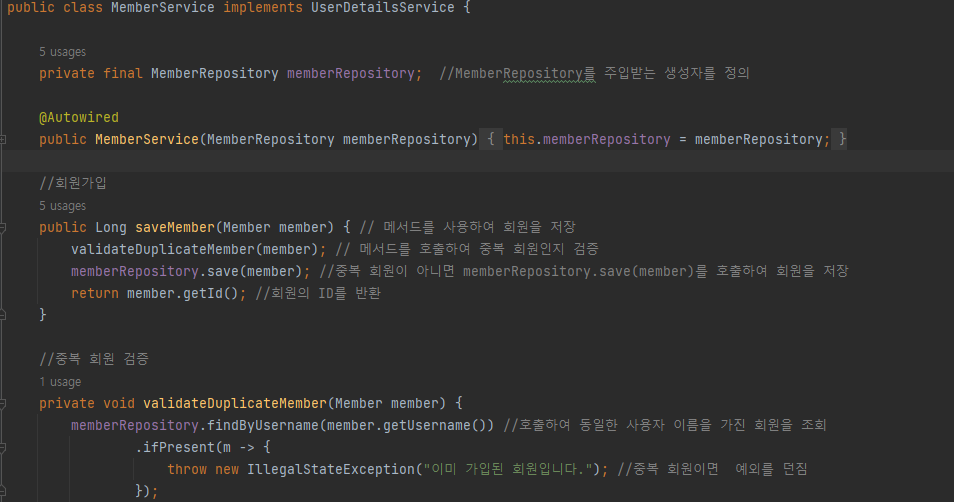 public class MemberService implements UserDetailsService {
5 usages
private final MemberRepository memberRepository;  //MemberRepository를 주입받는 생성자를 정의
@Autowired
public MemberService(MemberRepository memberRepository) { this.memberRepository = memberRepository; }
//회원가입
5 usages
public Long saveMember(Member member) { // 메서드를 사용하여 회원을 저장
validateDuplicateMember(member); // 메서드를 호출하여 중복 회원인지 검증
memberRepository.save(member); //중복 회원이 아니면 memberRepository.save(member)를 호출하여 회원을 저장
return member.getId(); //회원의 ID를 반환
}
//중복 회원 검증
1 usage
private void validateDuplicateMember(Member member) {
memberRepository.findByUsername(member.getUsername()) //호출하여 동일한 사용자 이름을 가진 회원을 조회
.ifPresent(m -> {
throw new IllegalStateException("이미 가입된 회원입니다."); //중복 회원이면  예외를 던짐
});